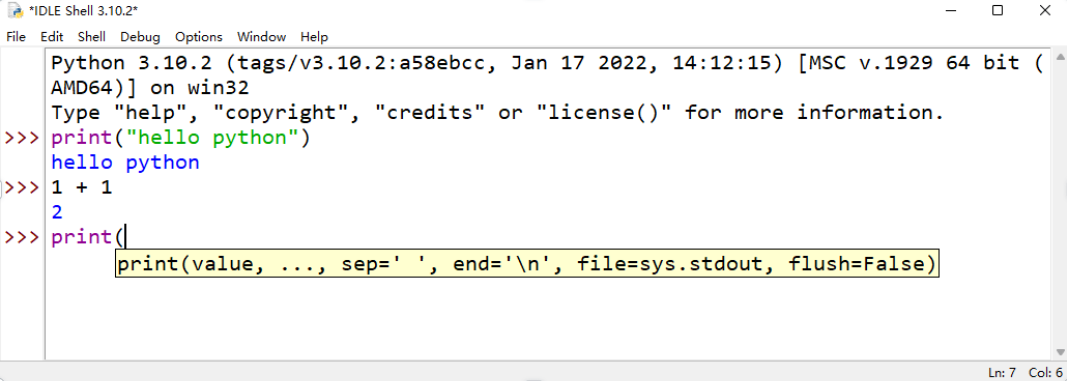 *IDLE Shell 3.10.2*
File Edit Shell Debug Options Window Help
Python 3.10.2 (tags/v3.10.2:a58ebcc, Jan 17 2022, 14:12:15) [MSC v.1929 64 bit (
AMD64)] on win32
Type "help", "copyright", "credits" or "license()" for more information.
>>> print("hello python")
hello python
>>> 1 + 1
2
>>> print(
print(value, ..., sep=' ', end='\n', file=sys.stdout, flush=False)
Ln: 7 Col: 6